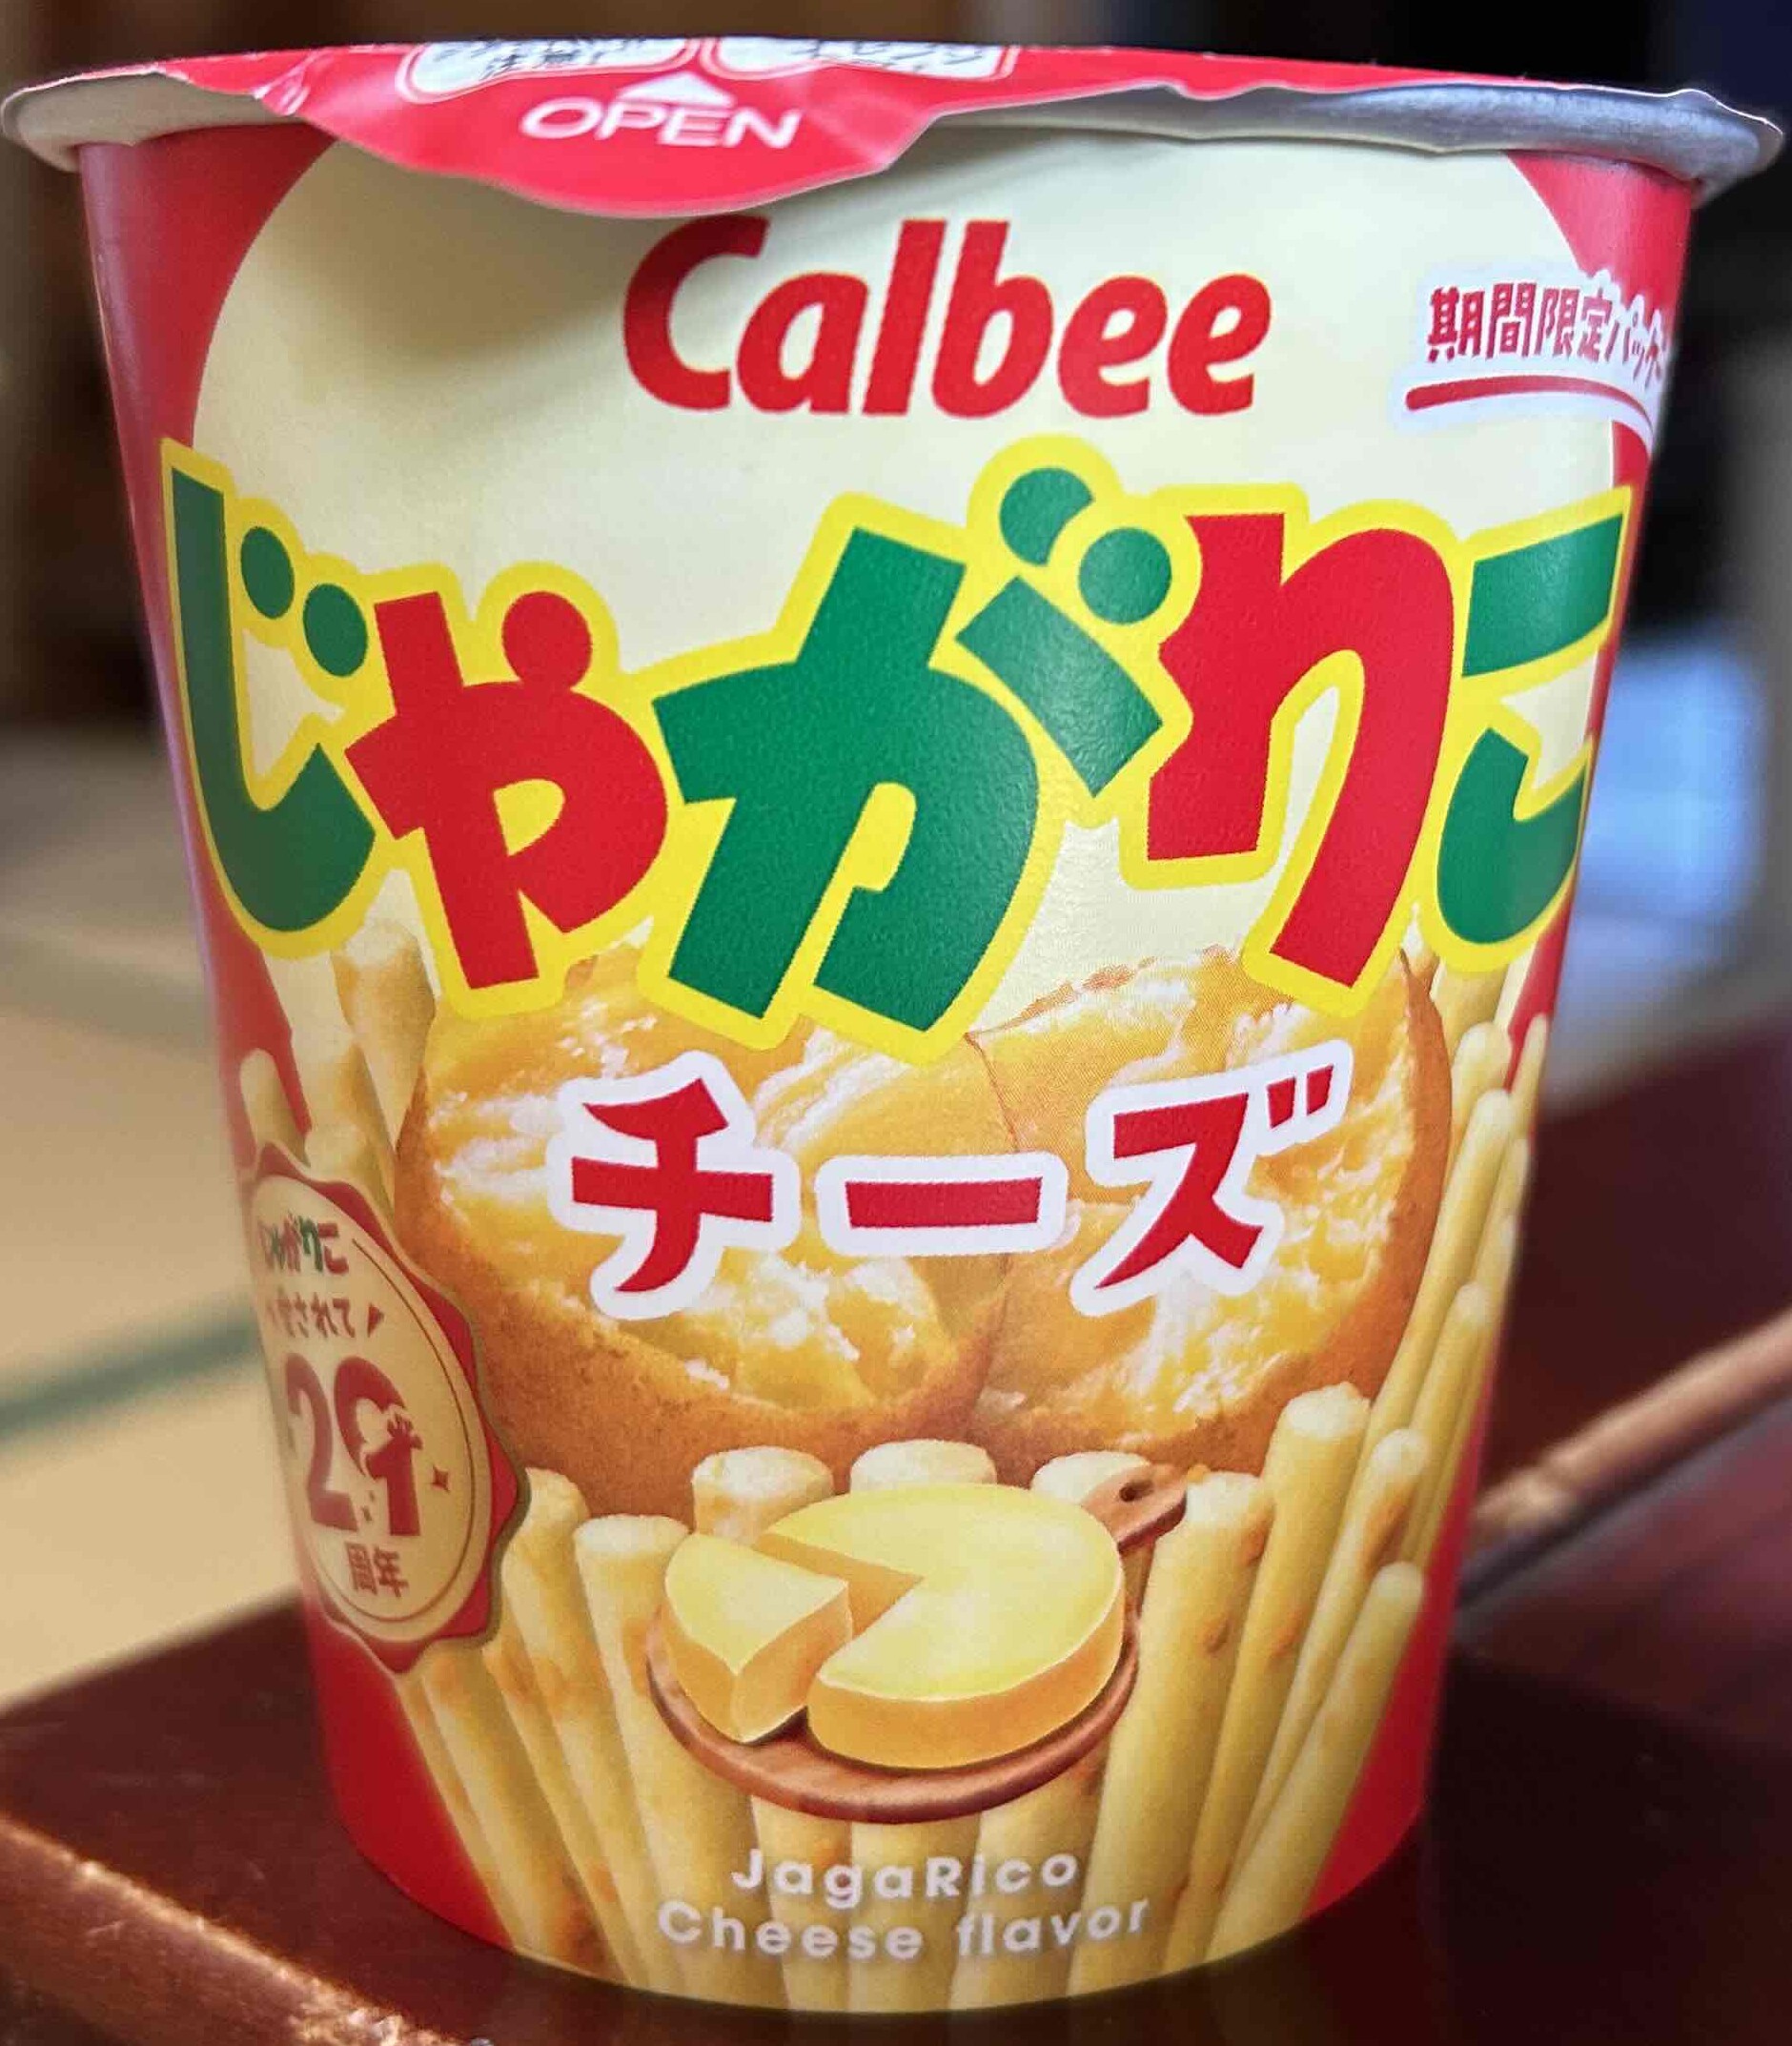 OPEN
Calbee
期間限定パッケー
じゃがりこ
チーズ
じゃがりこ
愛されて
29
周年
JagaRico
Cheese flavor